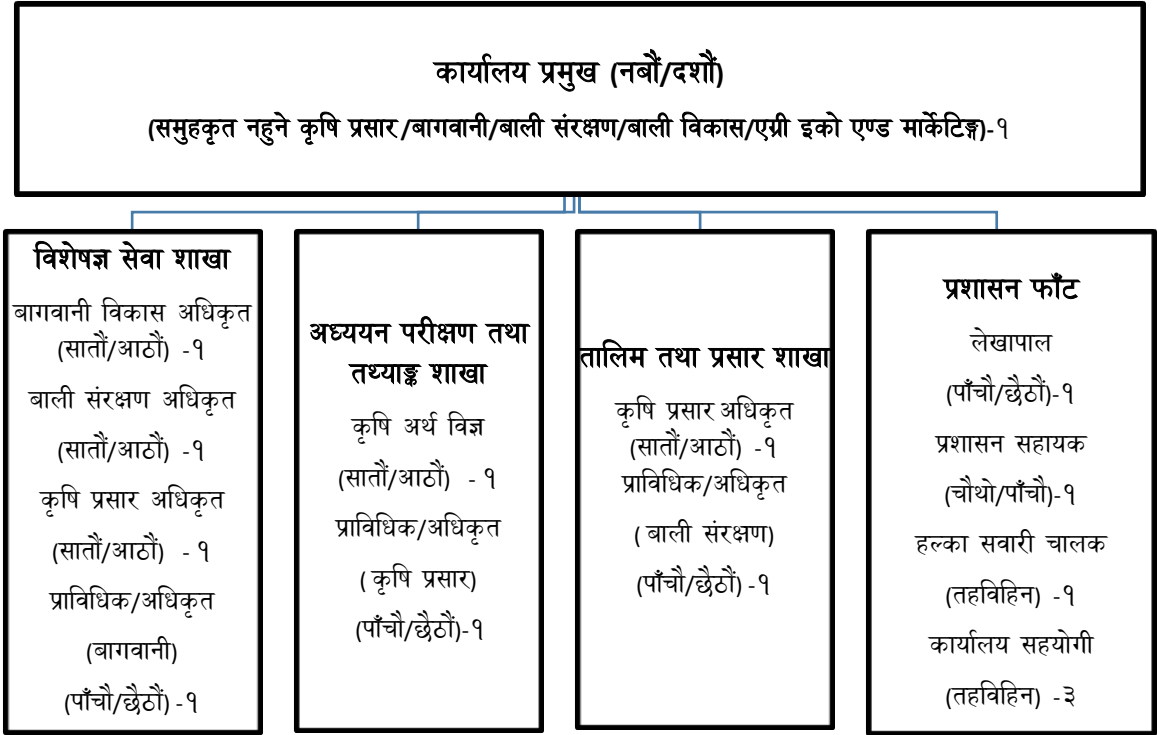 कार्यालय प्रमुख (नबौं/दशौं)
(समुहकृत नहुने कृषि प्रसार/बागवानी/बाली संरक्षण/बाली विकास/एग्री इको एण्ड मार्केटिङ्ग)-१
विशेषज्ञ सेवा शाखा
बागवानी विकास अधिकृत
(सातौं/आठौं) -१
बाली संरक्षण अधिकृत
(सातौं/आठौं) -१
कृषि प्रसार अधिकृत
(सातौं/आठौं) -१
प्राविधिक/अधिकृत
(बागवानी)
(पाँचौ/छैठौं) -१
अध्ययन परीक्षण तथा
तथ्याङ्क शाखा
कृषि अर्थ विज्ञ
(सातौं/आठौं) - १
प्राविधिक/अधिकृत
( कृषि प्रसार)
(पाँचौ/छैठौं)-१
तालिम तथा प्रसार शाखा
कृषि प्रसार अधिकृत
(सातौं/आठौं) -१
प्राविधिक/अधिकृत
( बाली संरक्षण)
(पाँचौ/छैठौं) -१
प्रशासन फाँट
लेखापाल
(पाँचौ/छैठौं)-१
प्रशासन सहायक
(चौथो/पाँचौ)-१
हल्का सवारी चालक
(तहविहिन) -१
कार्यालय सहयोगी
(तहविहिन) -३